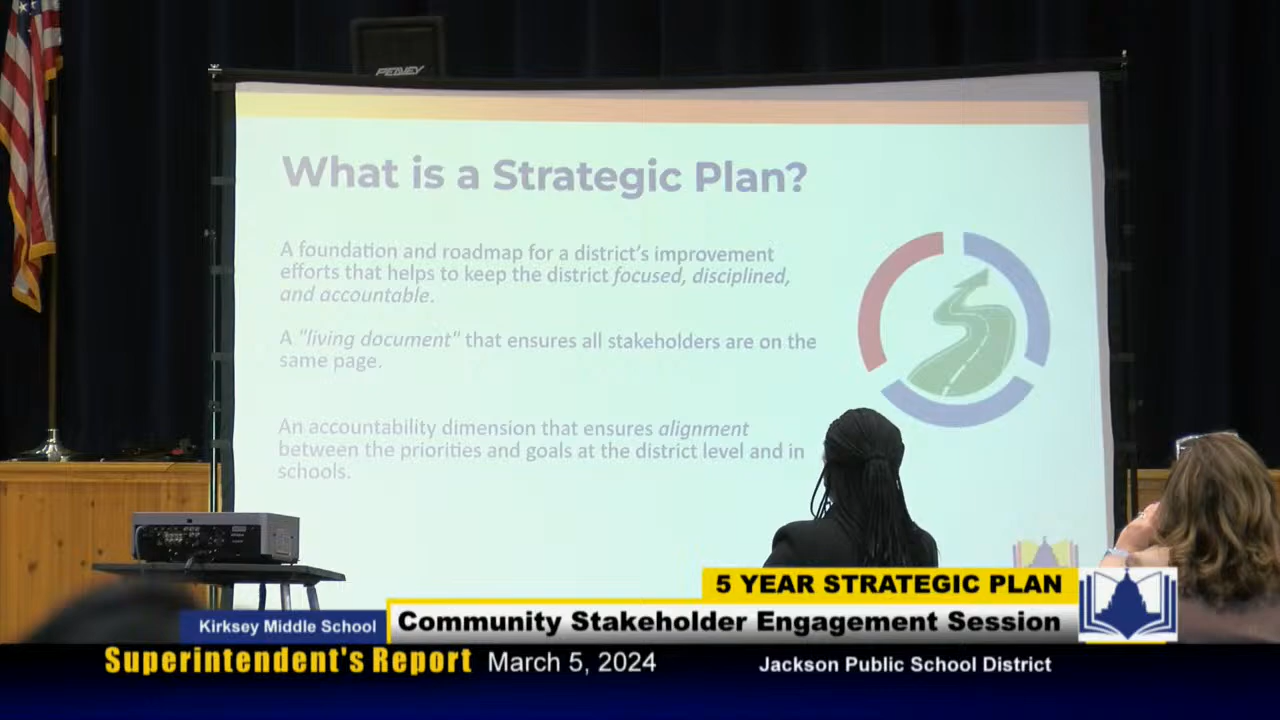 PEAVEY
What is a Strategic Plan?
A foundation and roadmap for a district's improvement
efforts that helps to keep the district focused, disciplined,
and accountable.
A "living document" that ensures all stakeholders are on the
same page.
An accountability dimension that ensures alignment
between the priorities and goals at the district level and in
schools.
5 YEAR STRATEGIC PLAN
Kirksey Middle School
Community Stakeholder Engagement Session
Superintendent's Report March 5, 2024 Jackson Public School District